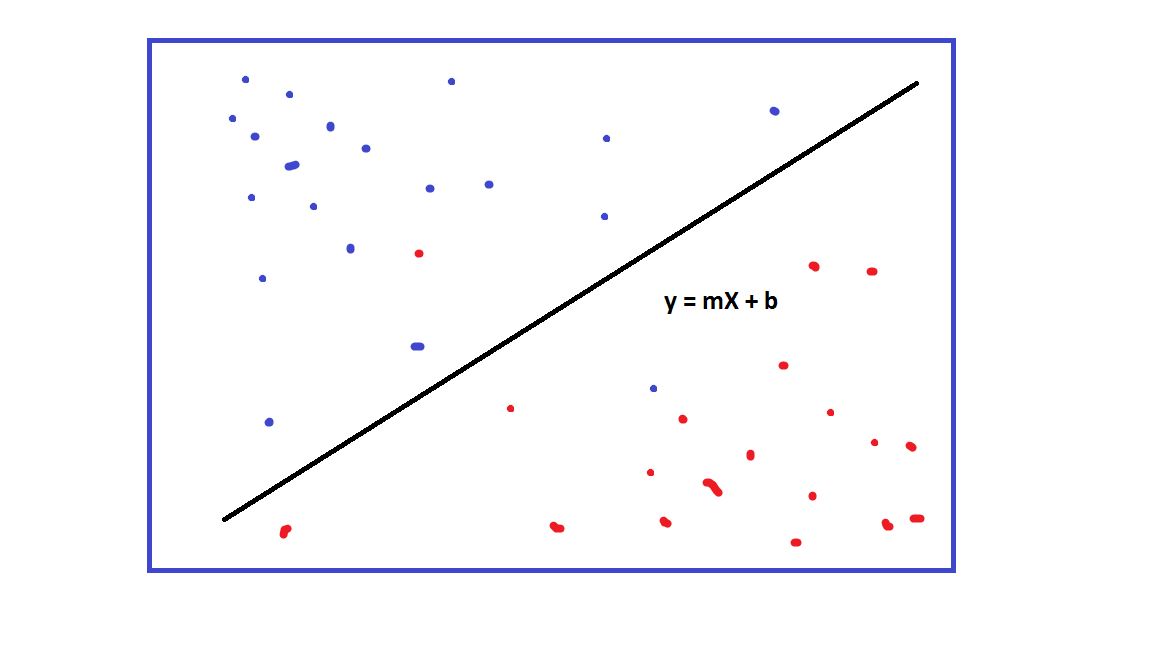 y = mX + b